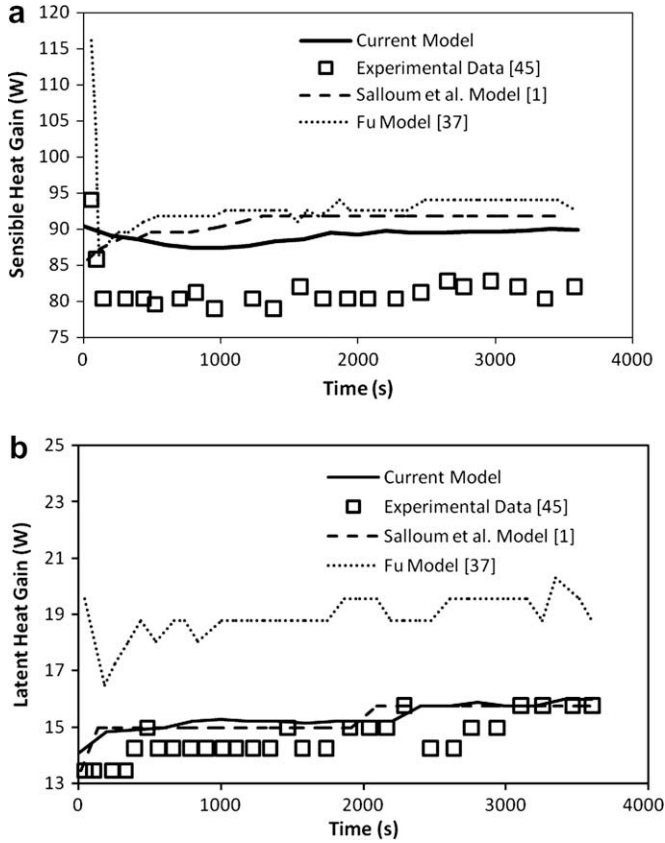 a
120
115
110
105
100
95
90
85
80
75
Sensible Heat Gain (W)
Current Model
Experimental Data [45]
Salloum et al. Model [1]
Fu Model [37]
0 1000 2000 3000 4000
Time (s)
b
25
23
21
19
17
15
13
Latent Heat Gain (W)
Current Model
Experimental Data [45]
Salloum et al. Model [1]
Fu Model [37]
0 1000 2000 3000 4000
Time (s)